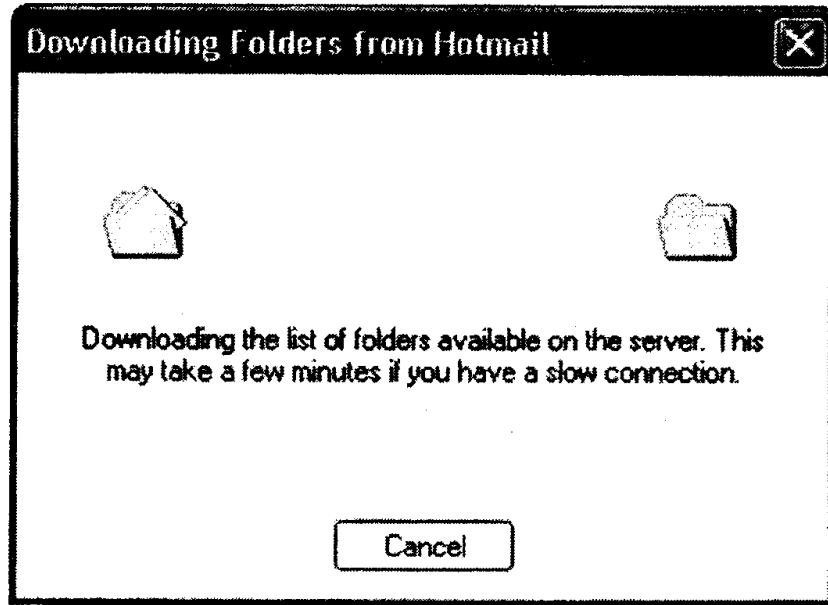 Downloading Folders from Hotmail
Downloading the list of folders available on the server. This
may take a few minutes if you have a slow connection.
Cancel